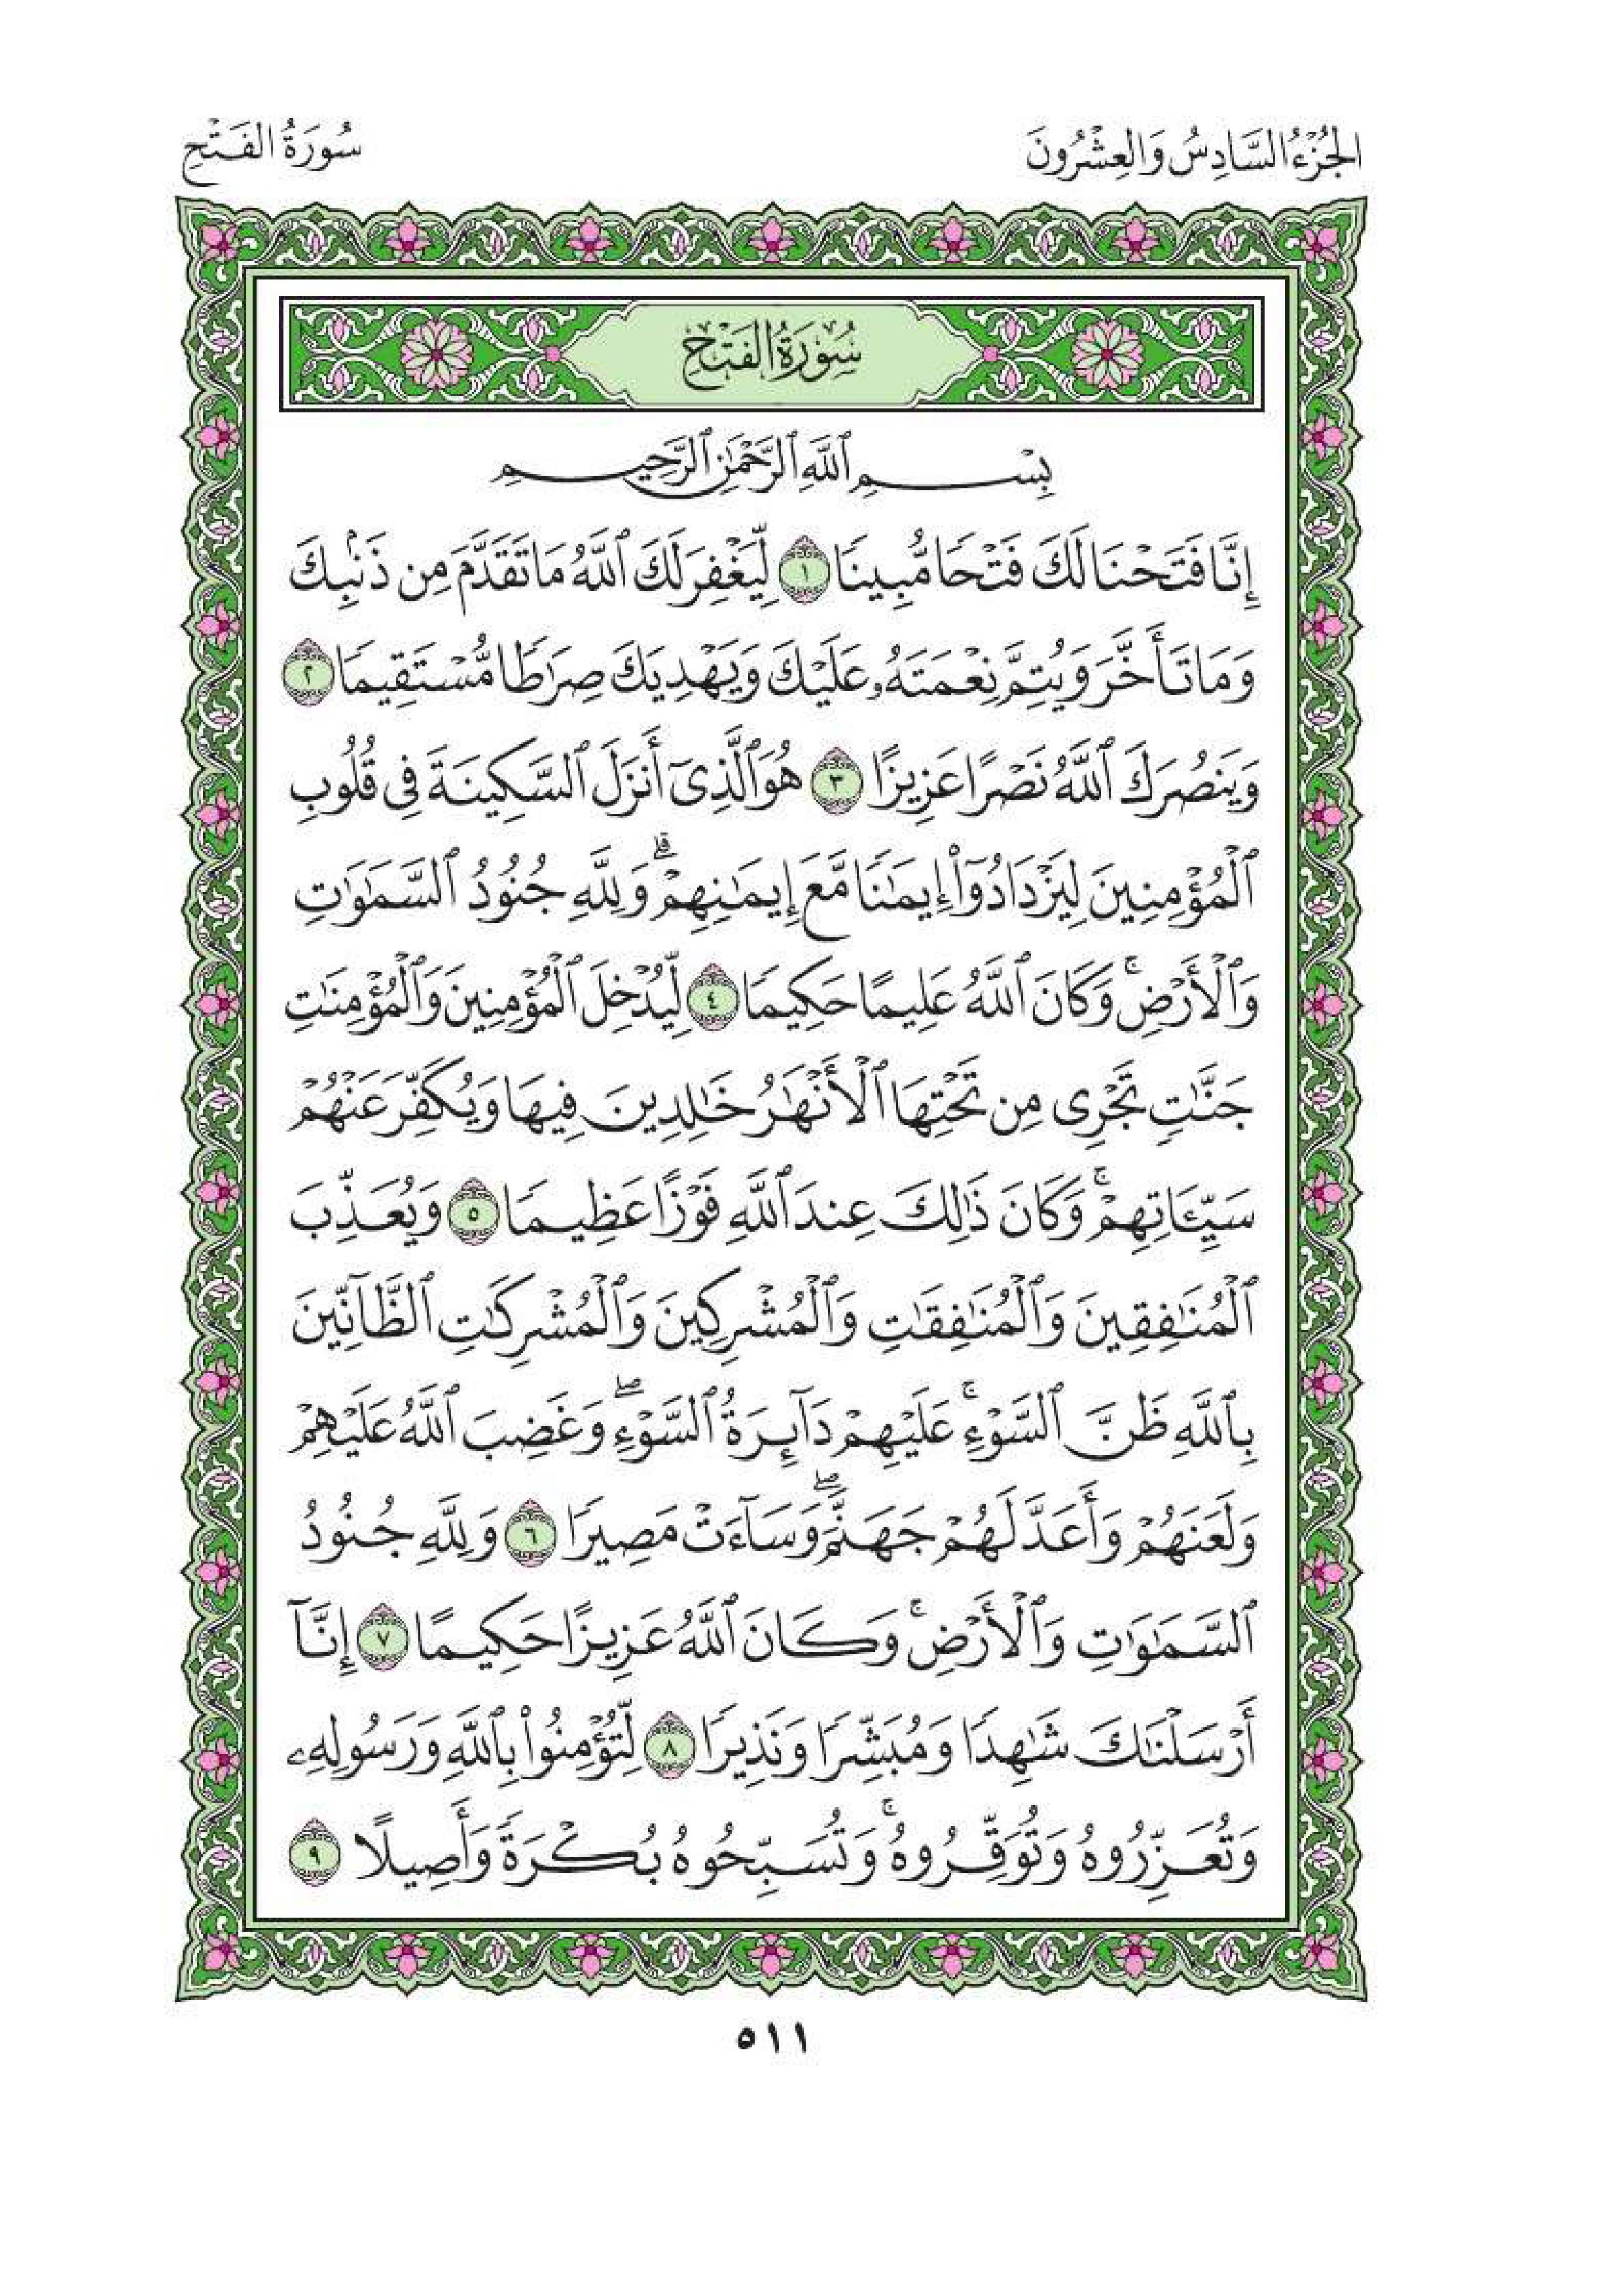 الجُزْءُ السَّادِسُ وَالعِشْرُونَ
سُورَةُ الفَتْحِ
سُورَةُ الفَتْحِ
بِسْمِ ٱللَّهِ ٱلرَّحْمَٰنِ ٱلرَّحِيمِ
إِنَّا فَتَحْنَا لَكَ فَتْحًا مُّبِينًا ١ لِّيَغْفِرَ لَكَ ٱللَّهُ مَا تَقَدَّمَ مِن ذَنۢبِكَ
وَمَا تَأَخَّرَ وَيُتِمَّ نِعْمَتَهُۥ عَلَيْكَ وَيَهْدِيَكَ صِرَٰطًا مُّسْتَقِيمًا ٢
وَيَنصُرَكَ ٱللَّهُ نَصْرًا عَزِيزًا ٣ هُوَ ٱلَّذِىٓ أَنزَلَ ٱلسَّكِينَةَ فِى قُلُوبِ
ٱلْمُؤْمِنِينَ لِيَزْدَادُوٓا۟ إِيمَٰنًا مَّعَ إِيمَٰنِهِمْ ۗ وَلِلَّهِ جُنُودُ ٱلسَّمَٰوَٰتِ
وَٱلْأَرْضِ ۚ وَكَانَ ٱللَّهُ عَلِيمًا حَكِيمًا ٤ لِّيُدْخِلَ ٱلْمُؤْمِنِينَ وَٱلْمُؤْمِنَٰتِ
جَنَّٰتٍ تَجْرِى مِن تَحْتِهَا ٱلْأَنْهَٰرُ خَٰلِدِينَ فِيهَا وَيُكَفِّرَ عَنْهُمْ
سَيِّـَٔاتِهِمْ ۚ وَكَانَ ذَٰلِكَ عِندَ ٱللَّهِ فَوْزًا عَظِيمًا ٥ وَيُعَذِّبَ
ٱلْمُنَٰفِقِينَ وَٱلْمُنَٰفِقَٰتِ وَٱلْمُشْرِكِينَ وَٱلْمُشْرِكَٰتِ ٱلظَّآنِّينَ
بِٱللَّهِ ظَنَّ ٱلسَّوْءِ ۚ عَلَيْهِمْ دَآئِرَةُ ٱلسَّوْءِ ۖ وَغَضِبَ ٱللَّهُ عَلَيْهِمْ
وَلَعَنَهُمْ وَأَعَدَّ لَهُمْ جَهَنَّمَ ۖ وَسَآءَتْ مَصِيرًا ٦ وَلِلَّهِ جُنُودُ
ٱلسَّمَٰوَٰتِ وَٱلْأَرْضِ ۚ وَكَانَ ٱللَّهُ عَزِيزًا حَكِيمًا ٧ إِنَّآ
أَرْسَلْنَٰكَ شَٰهِدًا وَمُبَشِّرًا وَنَذِيرًا ٨ لِّتُؤْمِنُوا۟ بِٱللَّهِ وَرَسُولِهِۦ
وَتُعَزِّرُوهُ وَتُوَقِّرُوهُ ۚ وَتُسَبِّحُوهُ بُكْرَةً وَأَصِيلًا ٩
٥١١